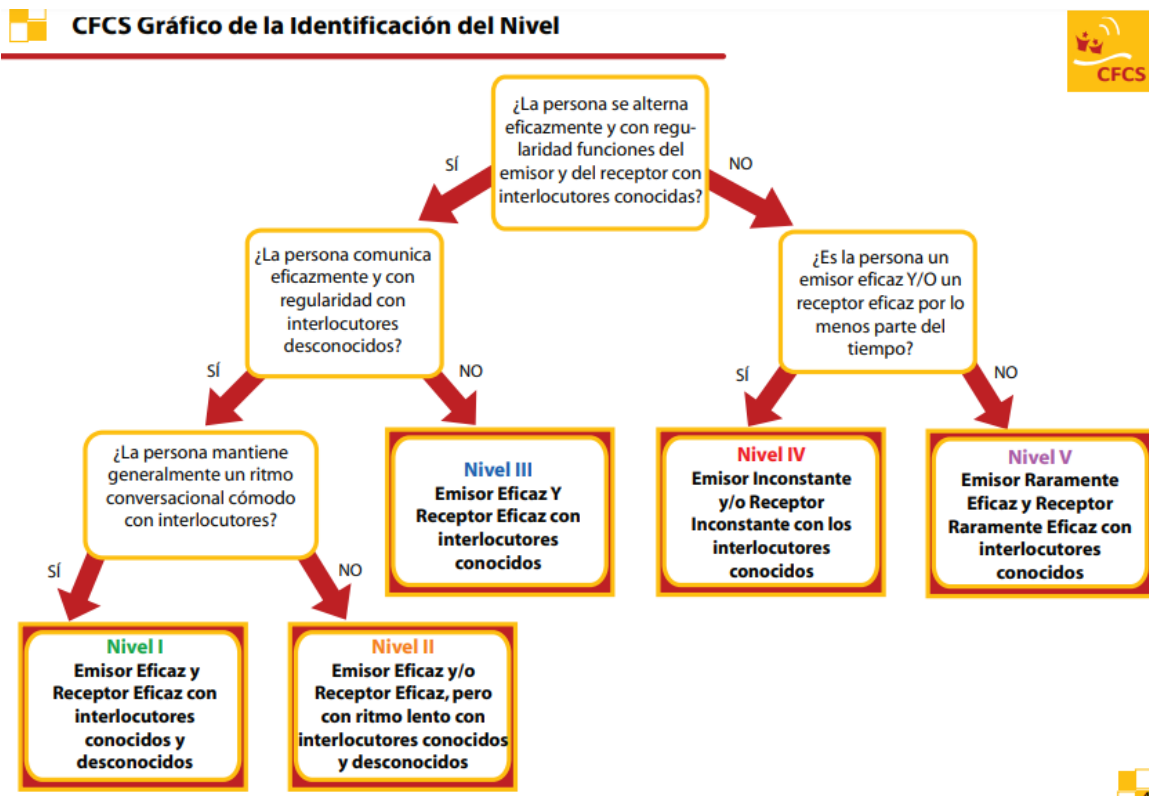 CFCS Gráfico de la Identificación del Nivel
CFCS
¿La persona se alterna
eficazmente y con regu-
laridad funciones del
emisor y del receptor con
interlocutores conocidas?
SÍ
NO
¿La persona comunica
eficazmente y con
regularidad con
interlocutores
desconocidos?
¿Es la persona un
emisor eficaz Y/O un
receptor eficaz por lo
menos parte del
tiempo?
SÍ
NO
SÍ
NO
¿La persona mantiene
generalmente un ritmo
conversacional cómodo
con interlocutores?
Nivel III
Emisor Eficaz Y
Receptor Eficaz con
interlocutores
conocidos
Nivel IV
Emisor Inconstante
y/o Receptor
Inconstante con los
interlocutores
conocidos
Nivel V
Emisor Raramente
Eficaz y Receptor
Raramente Eficaz con
interlocutores
conocidos
SÍ
NO
Nivel I
Emisor Eficaz y
Receptor Eficaz con
interlocutores
conocidos y
desconocidos
Nivel II
Emisor Eficaz y/o
Receptor Eficaz, pero
con ritmo lento con
interlocutores conocidos
y desconocidos